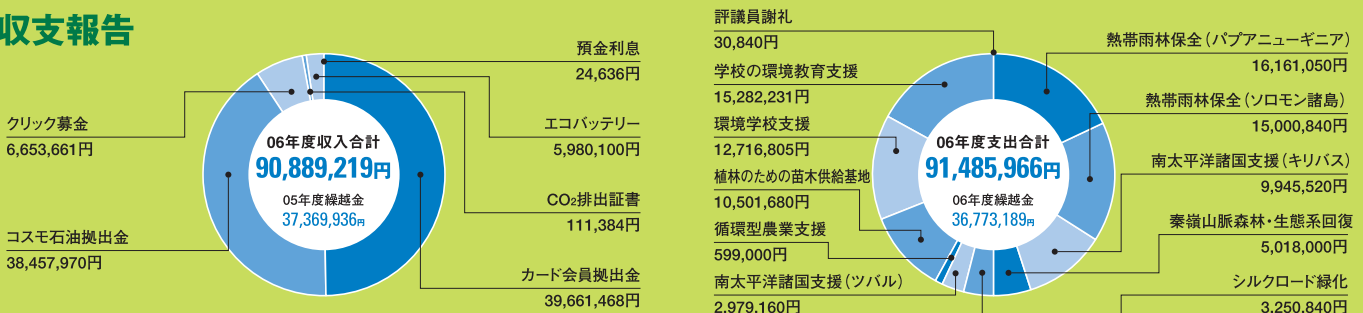 収支報告
預金利息
24,636円
エコバッテリー
5,980,100円
CO2排出証書
111,384円
カード会員拠出金
39,661,468円
クリック募金
6,653,661円
コスモ石油拠出金
38,457,970円
06年度収入合計
90,889,219円
05年度繰越金
37,369,936円
評議員謝礼
30,840円
学校の環境教育支援
15,282,231円
環境学校支援
12,716,805円
植林のための苗木供給基地
10,501,680円
循環型農業支援
599,000円
南太平洋諸国支援(ツバル)
2,979,160円
06年度支出合計
91,485,966円
06年度繰越金
36,773,189円
熱帯雨林保全(パプアニューギニア)
16,161,050円
熱帯雨林保全(ソロモン諸島)
15,000,840円
南太平洋諸国支援(キリバス)
9,945,520円
秦嶺山脈森林・生態系回復
5,018,000円
シルクロード緑化
3,250,840円